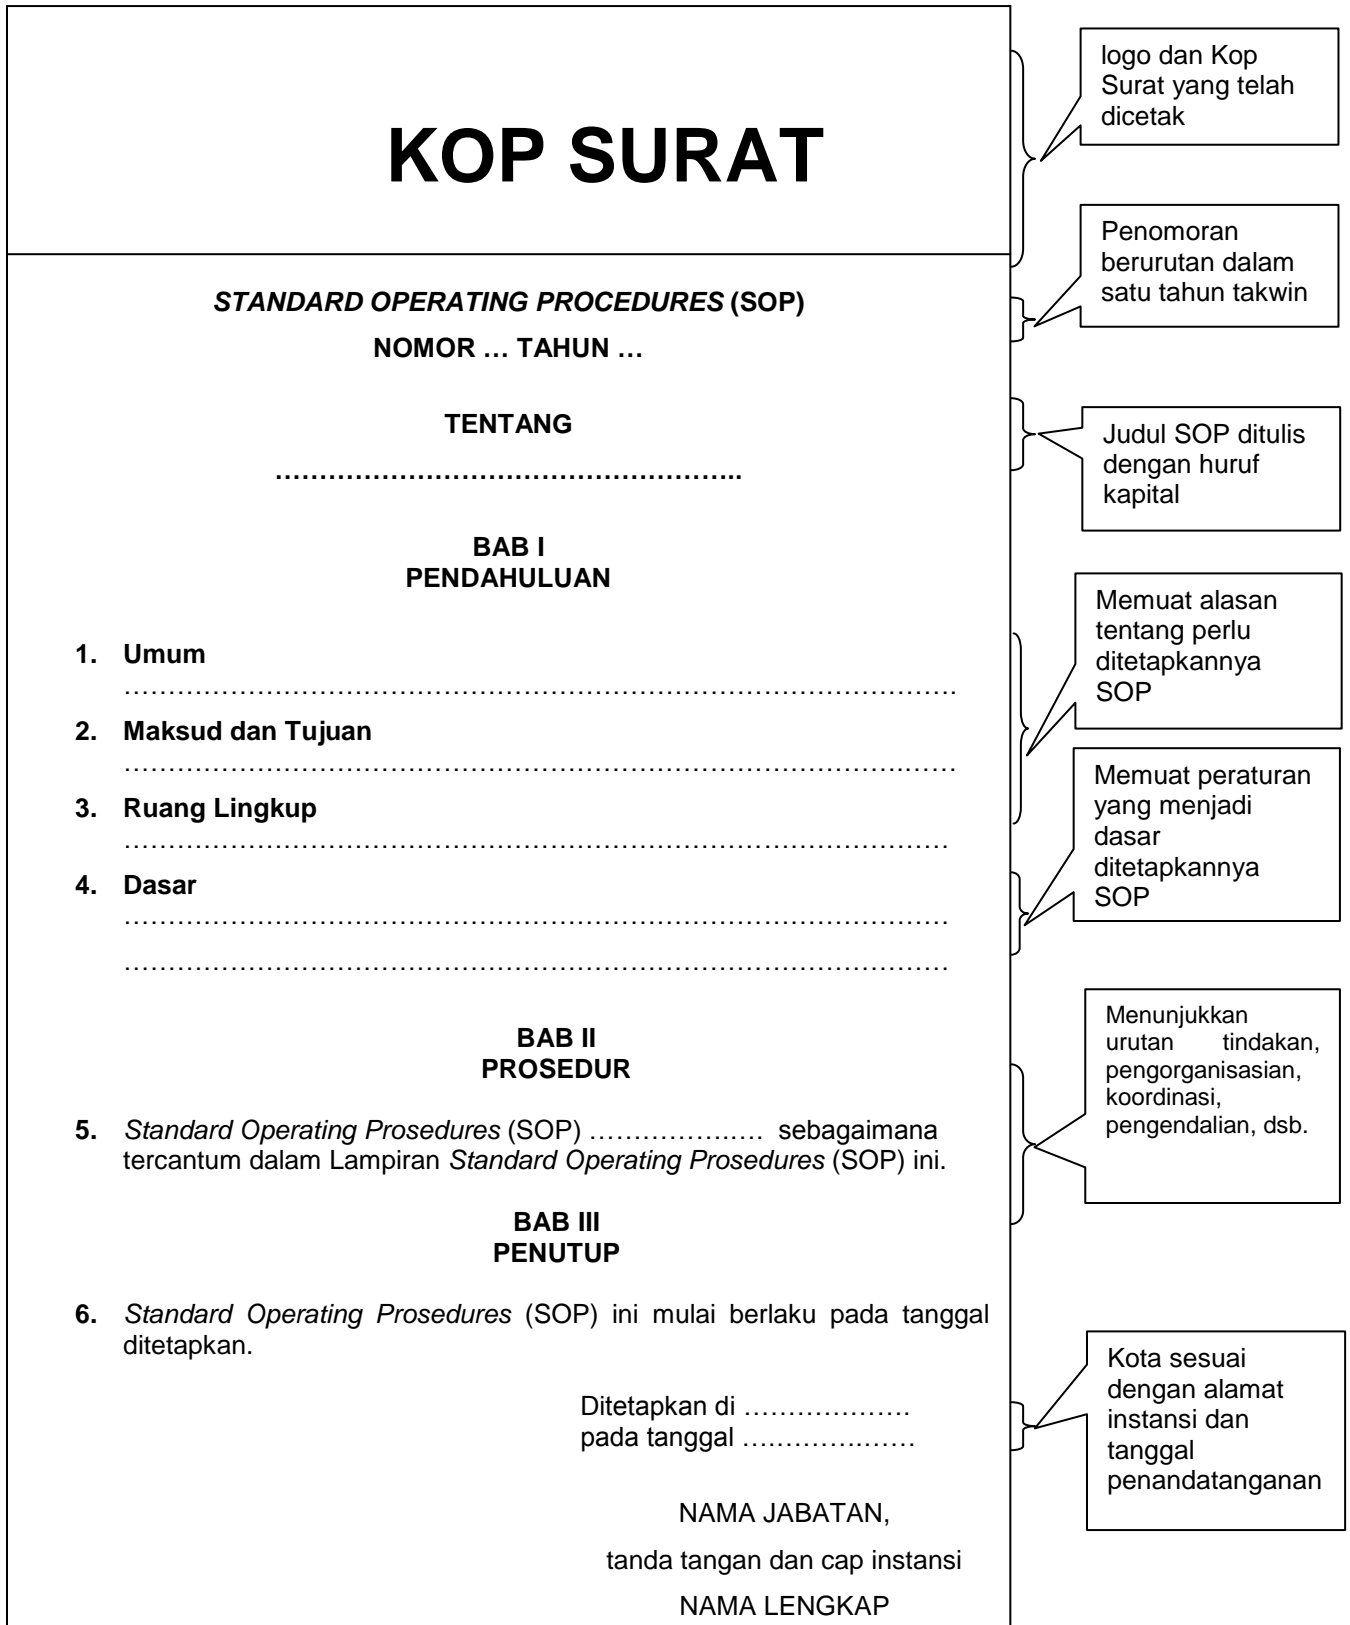 KOP SURAT
STANDARD OPERATING PROCEDURES (SOP)
NOMOR … TAHUN …
TENTANG
……………………………………………..
BAB I
PENDAHULUAN
1. Umum
………………………………………………………………………………….
2. Maksud dan Tujuan
…………………………………………………………………………….……
3. Ruang Lingkup
…………………………………………………………………………………
4. Dasar
…………………………………………………………………………………
…………………………………………………………………………………
BAB II
PROSEDUR
5. Standard Operating Prosedures (SOP) ……………..…. sebagaimana
tercantum dalam Lampiran Standard Operating Prosedures (SOP) ini.
BAB III
PENUTUP
6. Standard Operating Prosedures (SOP) ini mulai berlaku pada tanggal
ditetapkan.
Ditetapkan di ……………….
pada tanggal ………….……
NAMA JABATAN,
tanda tangan dan cap instansi
NAMA LENGKAP
logo dan Kop
Surat yang telah
dicetak
Penomoran
berurutan dalam
satu tahun takwin
Judul SOP ditulis
dengan huruf
kapital
Memuat alasan
tentang perlu
ditetapkannya
SOP
Memuat peraturan
yang menjadi
dasar
ditetapkannya
SOP
Menunjukkan
urutan tindakan,
pengorganisasian,
koordinasi,
pengendalian, dsb.
Kota sesuai
dengan alamat
instansi dan
tanggal
penandatanganan